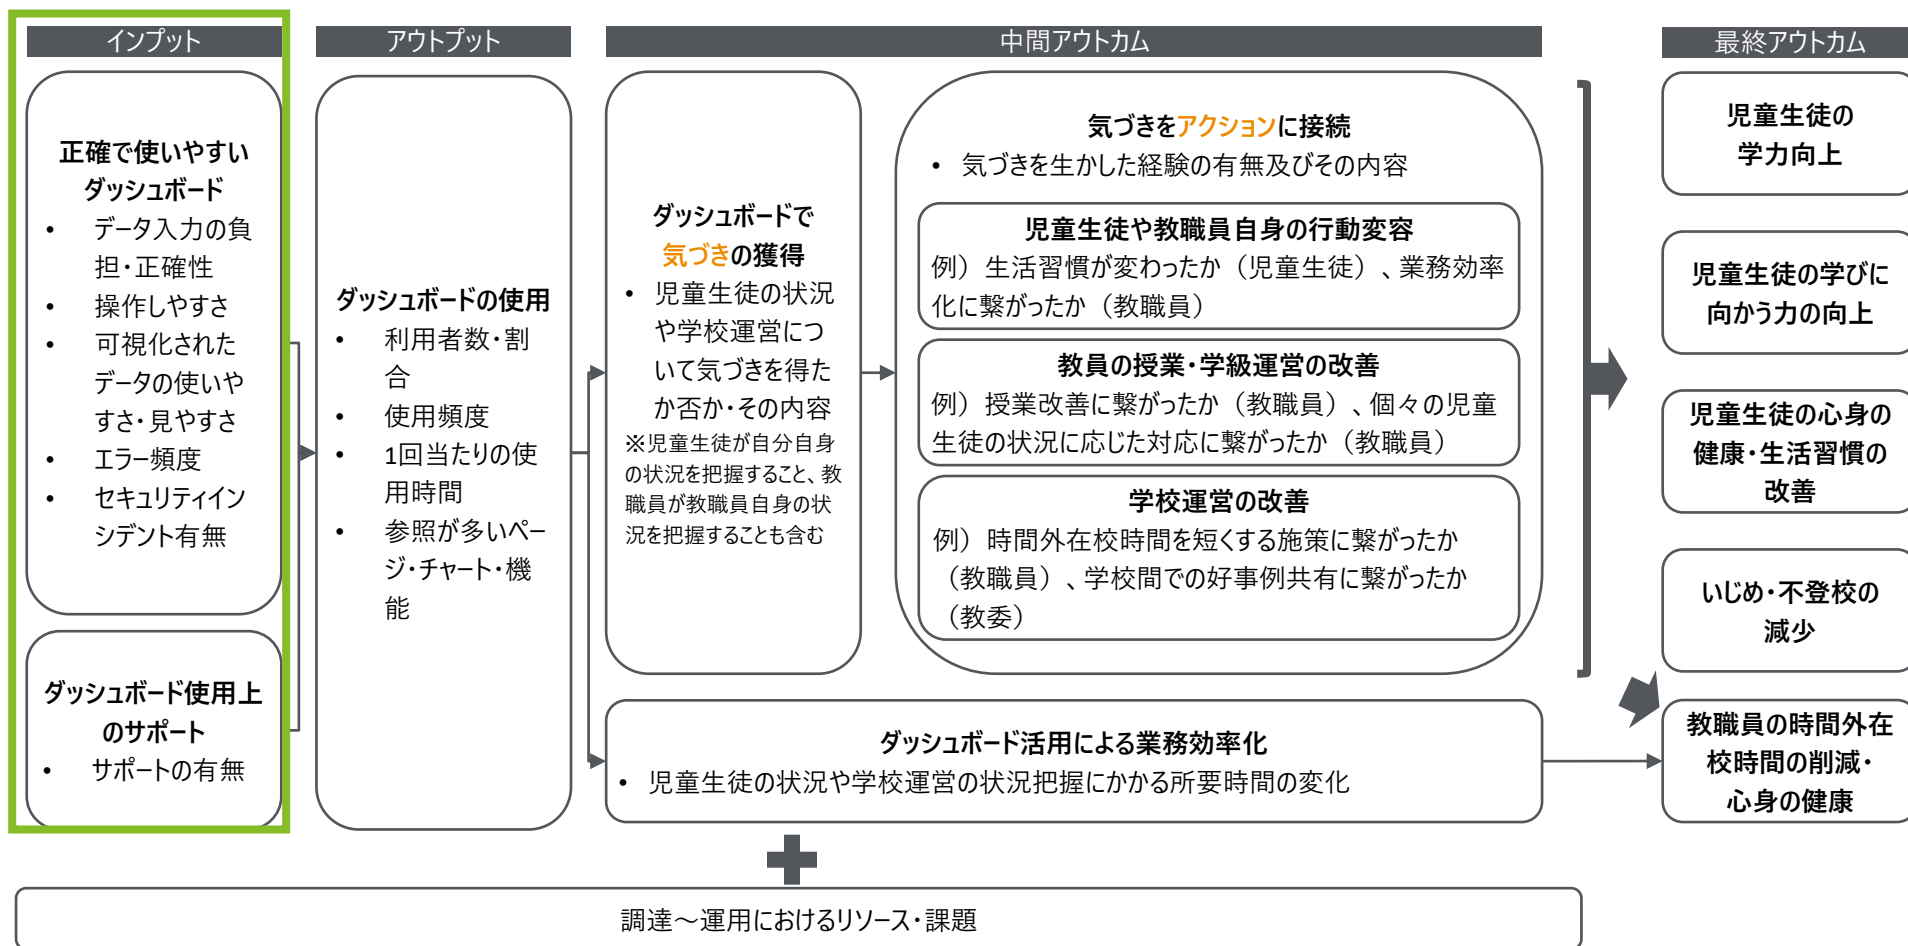 インプット
正確で使いやすい
ダッシュボード
• データ入力の負
担・正確性
• 操作しやすさ
• 可視化された
データの使いや
すさ・見やすさ
• エラー頻度
• セキュリティイン
シデント有無
ダッシュボード使用上
のサポート
• サポートの有無
アウトプット
ダッシュボードの使用
• 利用者数・割
合
• 使用頻度
• 1回当たりの使
用時間
• 参照が多いペー
ジ・チャート・機
能
中間アウトカム
ダッシュボードで
気づきの獲得
• 児童生徒の状況
や学校運営につ
いて気づきを得た
か否か・その内容
※児童生徒が自分自身
の状況を把握すること、教
職員が教職員自身の状
況を把握することも含む
気づきをアクションに接続
• 気づきを生かした経験の有無及びその内容
児童生徒や教職員自身の行動変容
例）生活習慣が変わったか（児童生徒）、業務効率
化に繋がったか（教職員）
教員の授業・学級運営の改善
例）授業改善に繋がったか（教職員）、個々の児童
生徒の状況に応じた対応に繋がったか（教職員）
学校運営の改善
例）時間外在校時間を短くする施策に繋がったか
（教職員）、学校間での好事例共有に繋がったか
（教委）
ダッシュボード活用による業務効率化
• 児童生徒の状況や学校運営の状況把握にかかる所要時間の変化
最終アウトカム
児童生徒の
学力向上
児童生徒の学びに
向かう力の向上
児童生徒の心身の
健康・生活習慣の
改善
いじめ・不登校の
減少
教職員の時間外在
校時間の削減・
心身の健康
調達～運用におけるリソース・課題